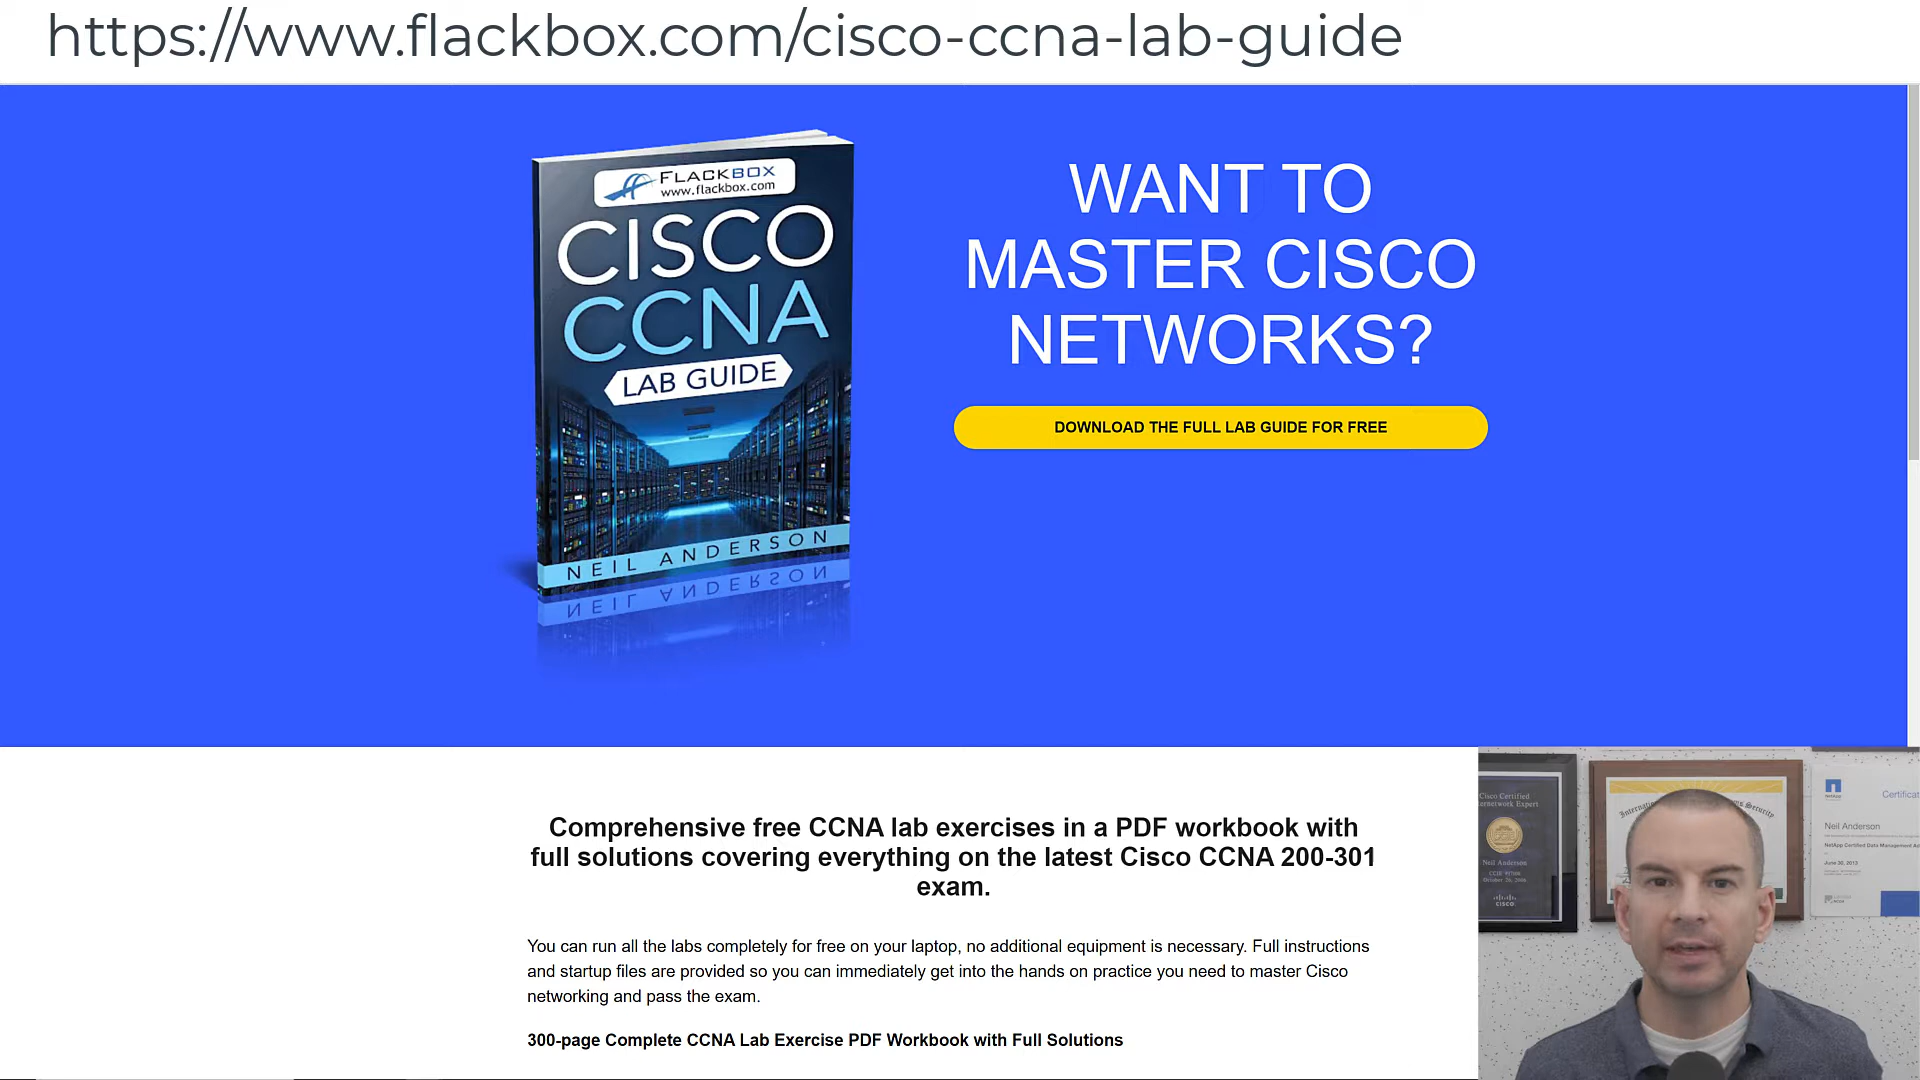 https://www.flackbox.com/cisco-ccna-lab-guide
FLACKBOX
www.flackbox.com
CISCO
CCNA
LAB GUIDE
NEIL ANDERSON
WANT TO
MASTER CISCO
NETWORKS?
DOWNLOAD THE FULL LAB GUIDE FOR FREE
Comprehensive free CCNA lab exercises in a PDF workbook with
full solutions covering everything on the latest Cisco CCNA 200-301
exam.
You can run all the labs completely for free on your laptop, no additional equipment is necessary. Full instructions
and startup files are provided so you can immediately get into the hands on practice you need to master Cisco
networking and pass the exam.
300-page Complete CCNA Lab Exercise PDF Workbook with Full Solutions
Cisco Certified
Neil Anderson
CISCO
Security
Neil Anderson
June 30, 2013